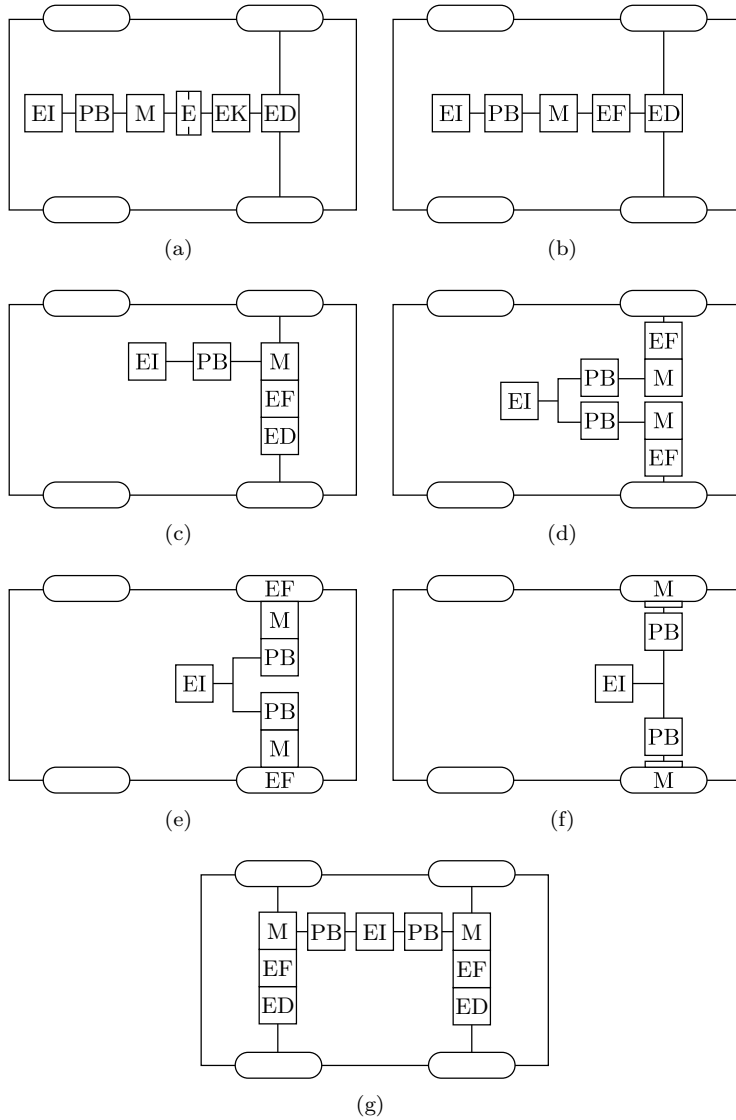 EI PB M E EK ED
(a)
EI PB M EF ED
(b)
EI PB M
EF
ED
(c)
EF
PB M
EI
PB M
EF
(d)
EF
M
PB
EI
PB
M
EF
(e)
M
PB
EI
PB
M
(f)
M PB EI PB M
EF EF
ED ED
(g)